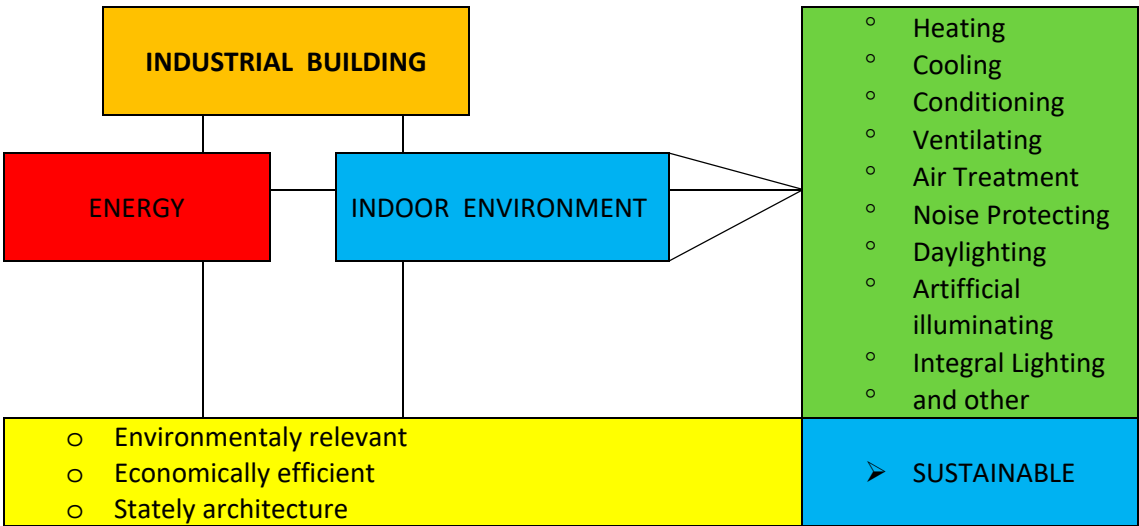 INDUSTRIAL BUILDING
ENERGY
INDOOR ENVIRONMENT
° Heating
° Cooling
° Conditioning
° Ventilating
° Air Treatment
° Noise Protecting
° Daylighting
° Artifficial
illuminating
° Integral Lighting
° and other
o Environmentaly relevant
o Economically efficient
o Stately architecture
➢ SUSTAINABLE